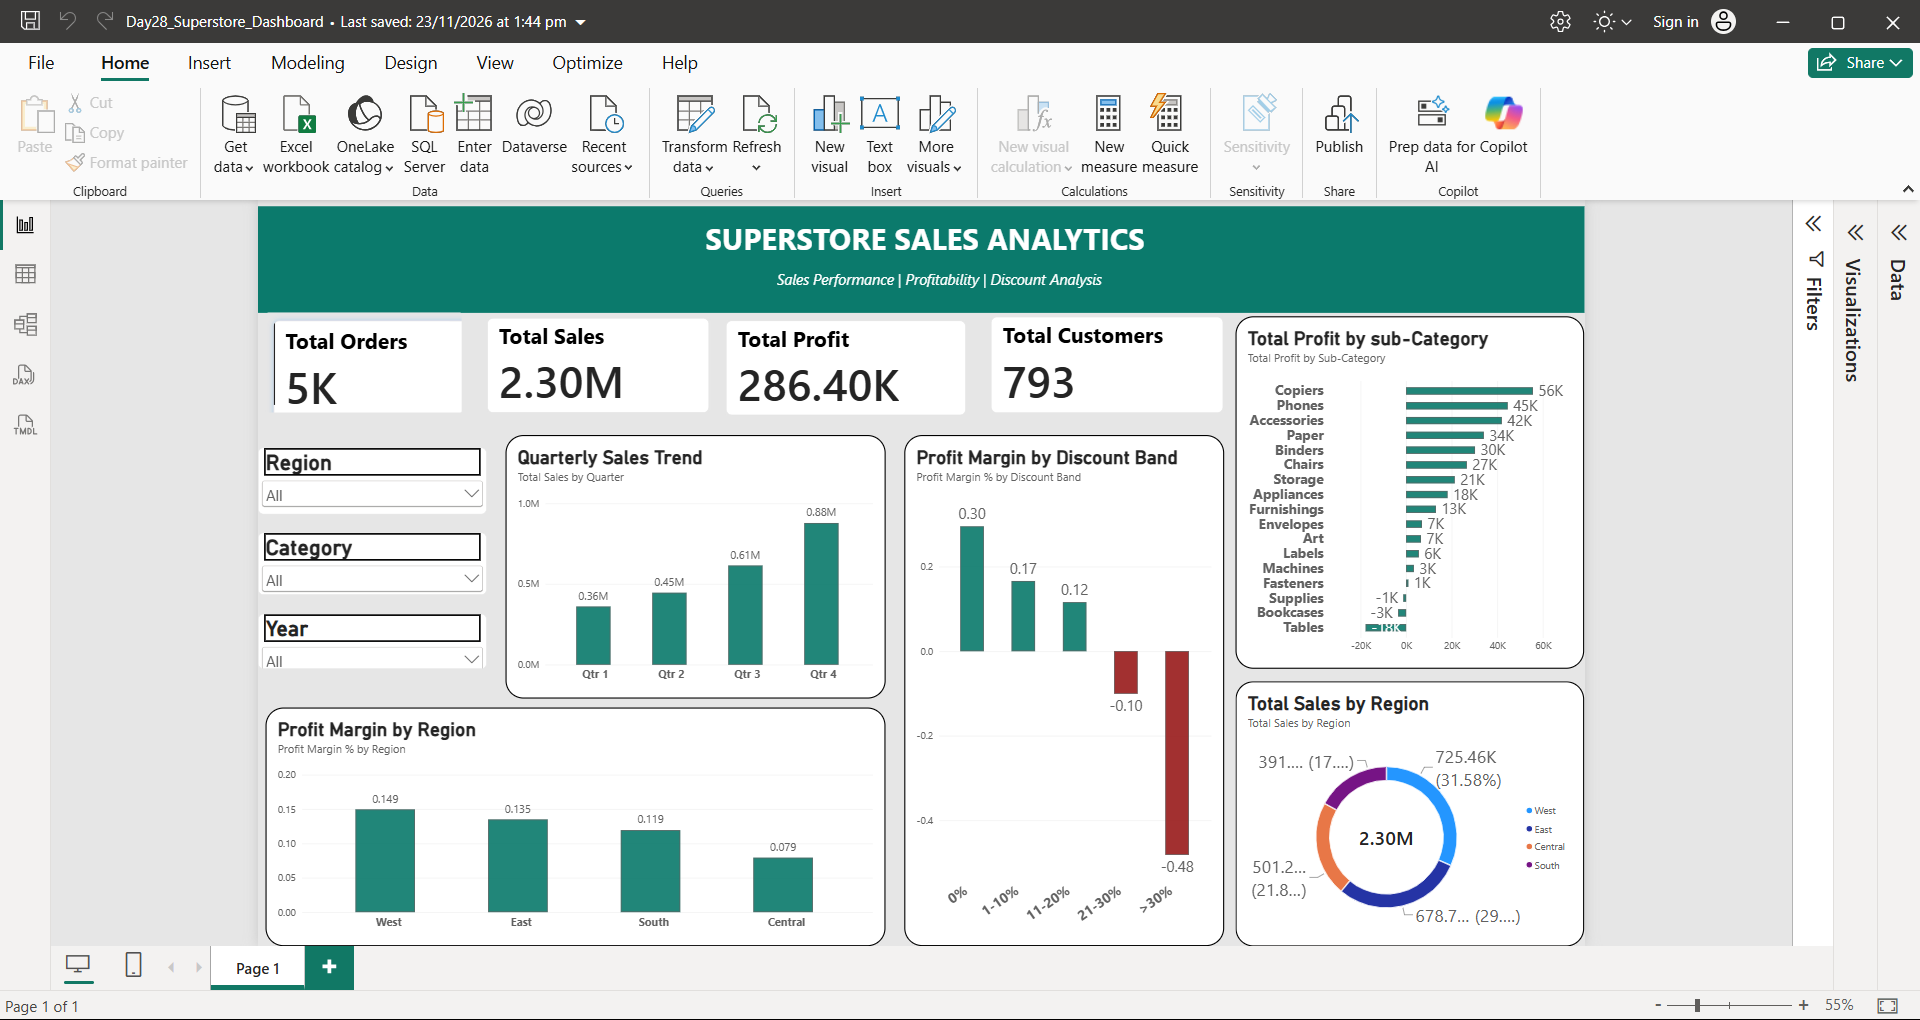 Day28_Superstore_Dashboard • Last saved: 23/11/2026 at 1:44 pm
Sign in
File Home Insert Modeling Design View Optimize Help
Share
Paste
Cut
Copy
Format painter
Clipboard
Get data
Excel workbook
OneLake catalog
SQL Server
Enter data
Dataverse
Recent sources
Data
Transform data
Refresh
Queries
New visual
Text box
More visuals
Insert
New visual calculation
New measure
Quick measure
Calculations
Sensitivity
Sensitivity
Publish
Share
Prep data for AI
Copilot
Copilot
DAX
TMDL
SUPERSTORE SALES ANALYTICS
Sales Performance | Profitability | Discount Analysis
Total Orders
5K
Total Sales
2.30M
Total Profit
286.40K
Total Customers
793
Region
All
Category
All
Year
All
Quarterly Sales Trend
Total Sales by Quarter
1.0M
0.5M
0.0M
0.36M
0.45M
0.61M
0.88M
Qtr 1 Qtr 2 Qtr 3 Qtr 4
Profit Margin by Region
Profit Margin % by Region
0.20
0.15
0.10
0.05
0.00
0.149
0.135
0.119
0.079
West East South Central
Profit Margin by Discount Band
Profit Margin % by Discount Band
0.2
0.0
-0.2
-0.4
0.30
0.17
0.12
-0.10
-0.48
0% 1-10% 11-20% 21-30% >30%
Total Profit by sub-Category
Total Profit by Sub-Category
Copiers 56K
Phones 45K
Accessories 42K
Paper 34K
Binders 30K
Chairs 27K
Storage 21K
Appliances 18K
Furnishings 13K
Envelopes 7K
Art 7K
Labels 6K
Machines 3K
Fasteners 1K
Supplies -1K
Bookcases -3K
Tables -18K
-20K 0K 20K 40K 60K
Total Sales by Region
Total Sales by Region
391.... (17....)
725.46K
(31.58%)
2.30M
501.2...
(21.8...)
678.7... (29....)
West
East
Central
South
Filters
Visualizations
Data
Page 1
+
Page 1 of 1
- + 55%